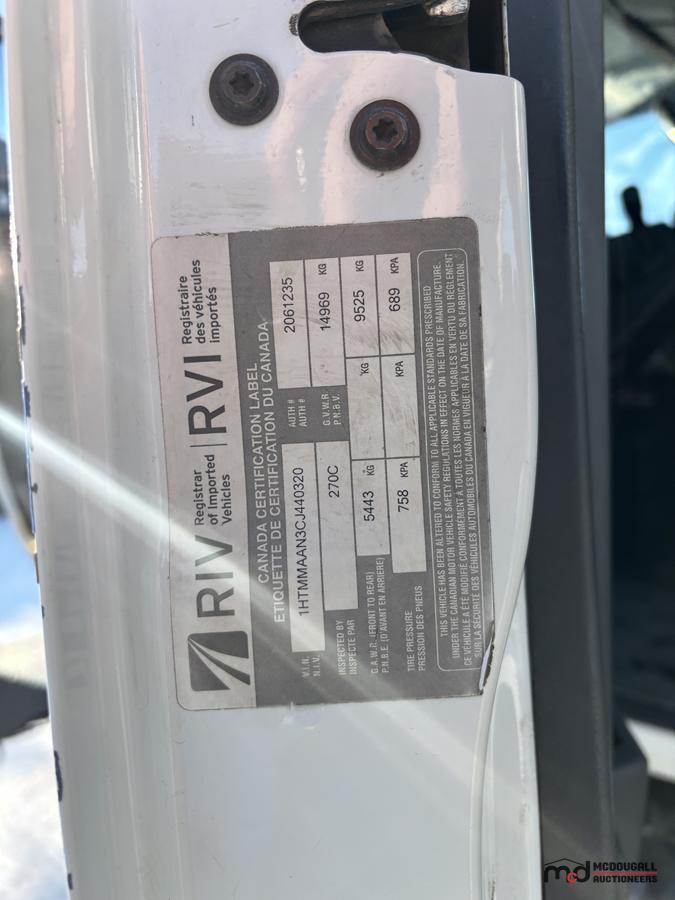 RIV
Registrar
of Imported
Vehicles
RVI
Registraire
des véhicules
importés
CANADA CERTIFICATION LABEL
ETIQUETTE DE CERTIFICATION DU CANADA
V.I.N.
N.I.V.
1HTMMAAN3CJ440320
AUTH #
AUTH #
2061235
INSPECTED BY
INSPECTE PAR
270C
G.V.W.R
P.N.B.V.
14969 KG
G.A.W.R. (FRONT TO REAR)
P.N.B.E. (D'AVANT EN ARRIÈRE)
5443 KG
KG
9525 KG
TIRE PRESSURE
PRESSION DES PNEUS
758 KPA
KPA
689 KPA
THIS VEHICLE HAS BEEN ALTERED TO CONFORM TO ALL APPLICABLE STANDARDS PRESCRIBED
UNDER THE CANADIAN MOTOR VEHICLE SAFETY REGULATIONS IN EFFECT ON THE DATE OF MANUFACTURE.
CE VÉHICULE A ÉTÉ MODIFIÉ CONFORMÉMENT À TOUTES LES NORMES APPLICABLES EN VERTU DU RÈGLEMENT
SUR LA SÉCURITÉ DES VÉHICULES AUTOMOBILES DU CANADA EN VIGUEUR À LA DATE DE SA FABRICATION.
mcd MCDOUGALL
AUCTIONEERS